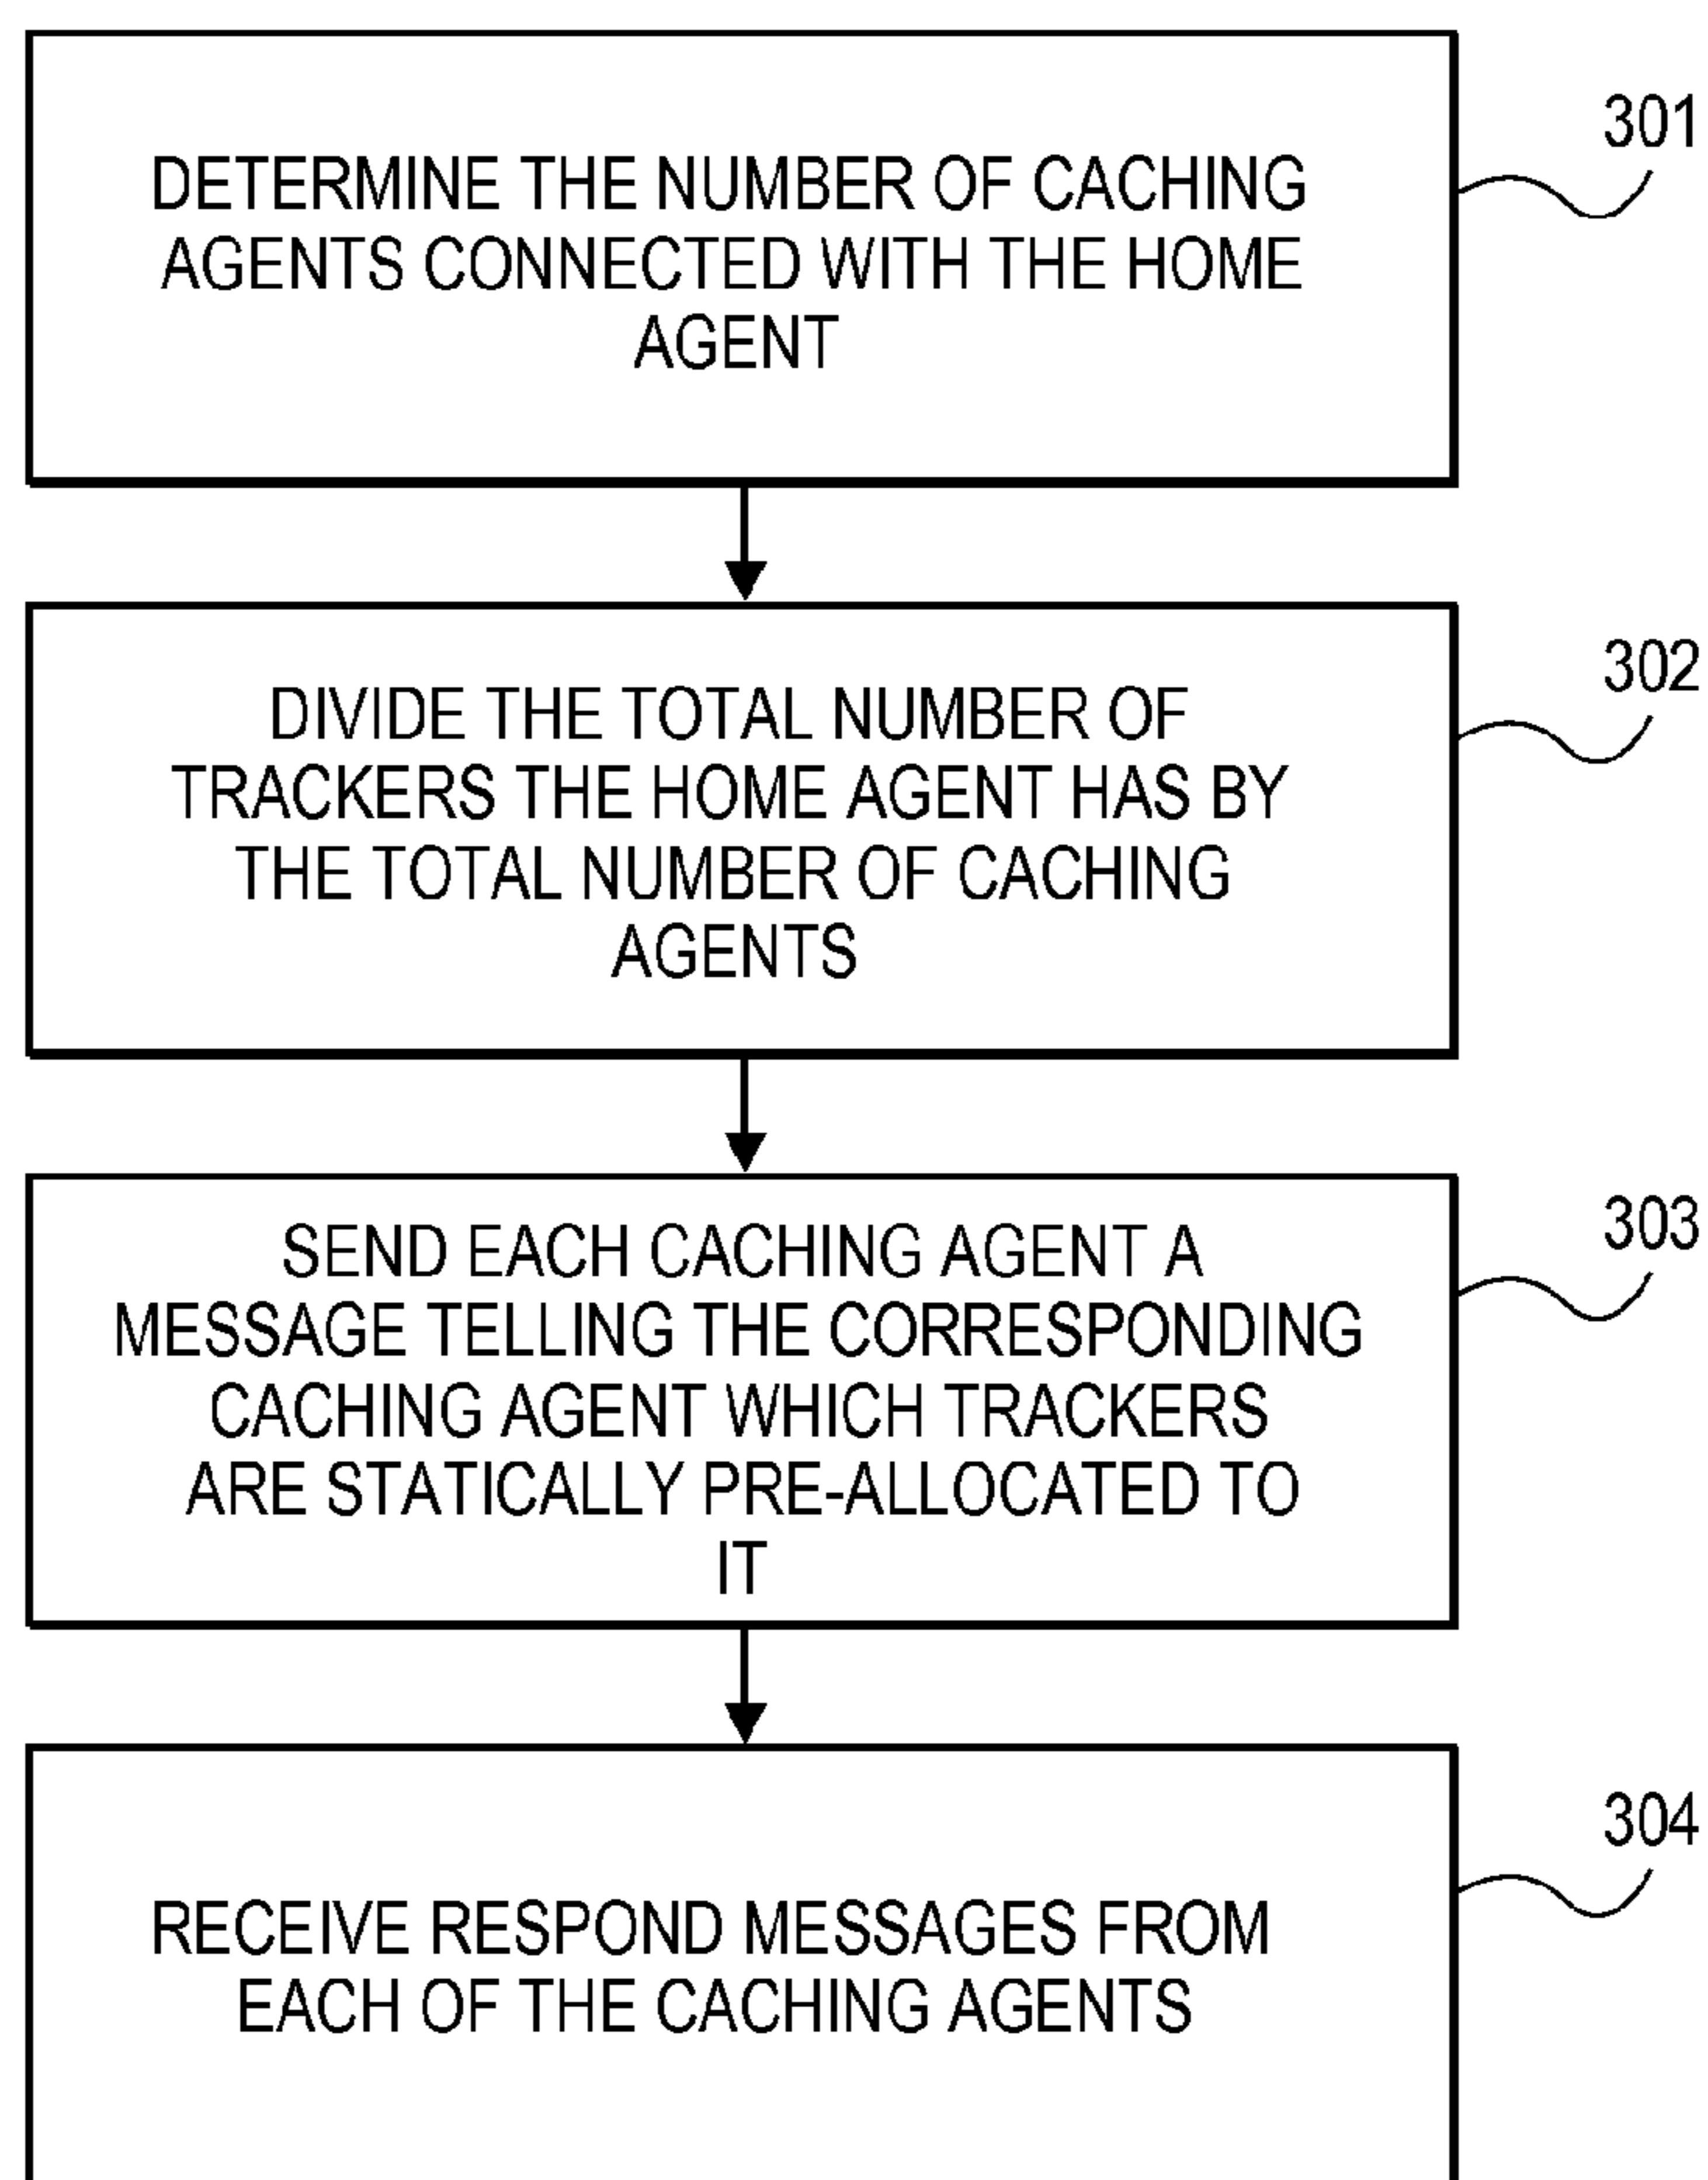 301
DETERMINE THE NUMBER OF CACHING
AGENTS CONNECTED WITH THE HOME
AGENT
302
DIVIDE THE TOTAL NUMBER OF
TRACKERS THE HOME AGENT HAS BY
THE TOTAL NUMBER OF CACHING
AGENTS
303
SEND EACH CACHING AGENT A
MESSAGE TELLING THE CORRESPONDING
CACHING AGENT WHICH TRACKERS
ARE STATICALLY PRE-ALLOCATED TO
IT
304
RECEIVE RESPOND MESSAGES FROM
EACH OF THE CACHING AGENTS